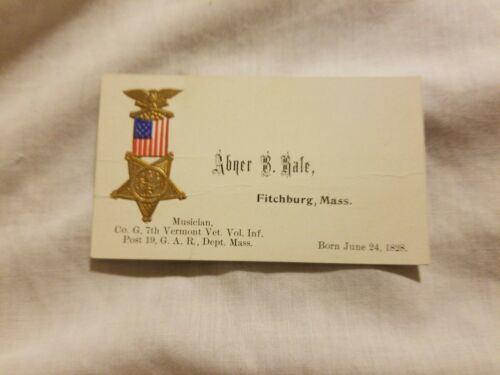 Abner B. Hale,
Fitchburg, Mass.
Musician,
Co. G, 7th Vermont Vet. Vol. Inf.
Post 19, G. A. R., Dept. Mass.
Born June 24, 1828.